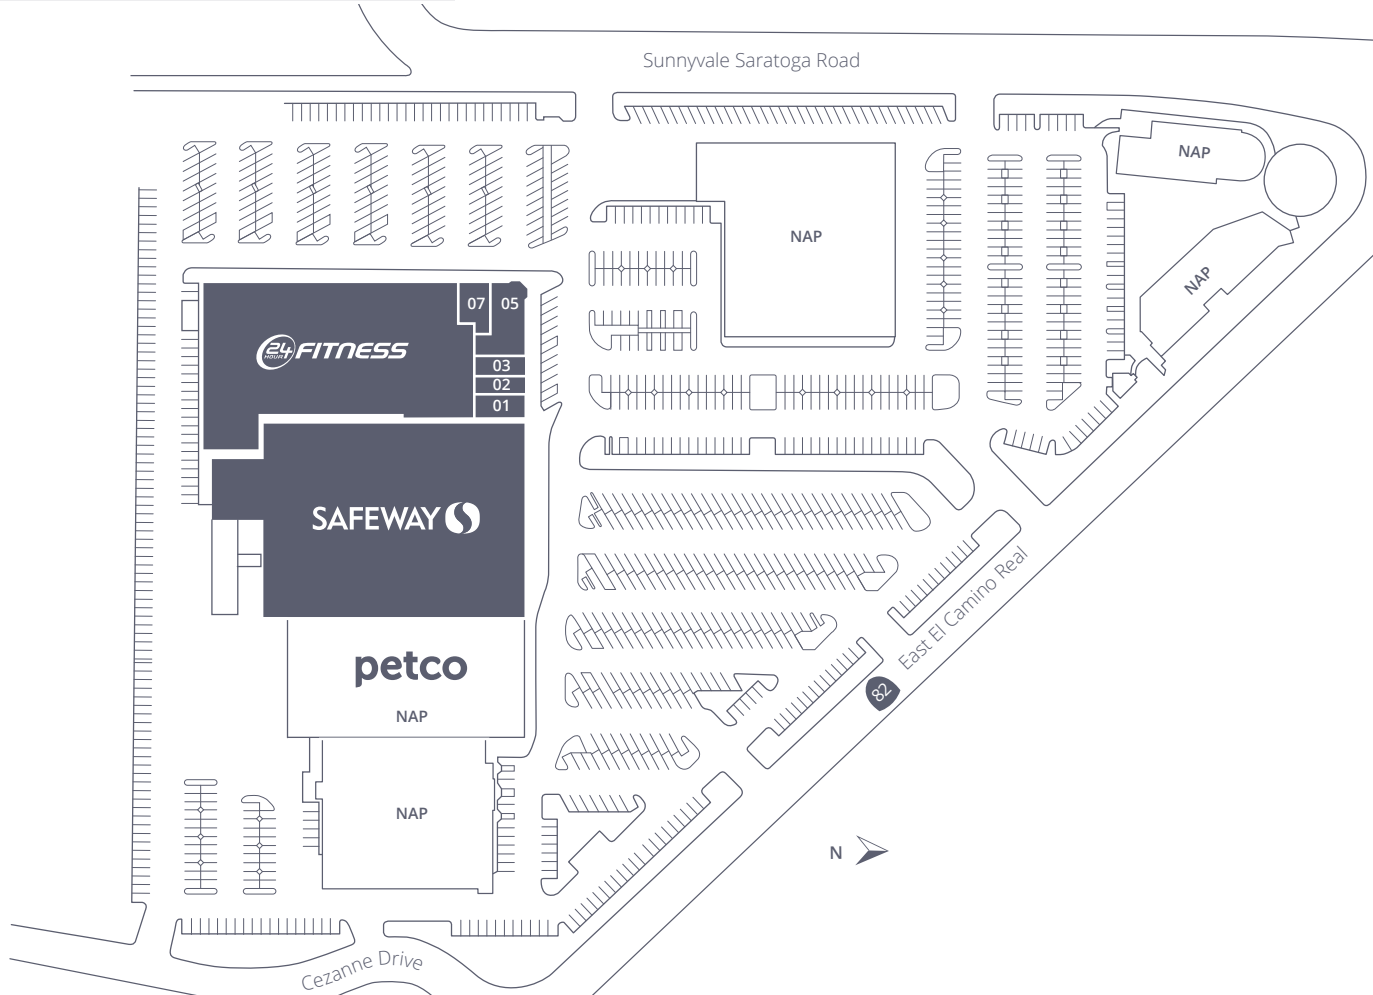 Sunnyvale Saratoga Road
NAP
NAP
NAP
07
05
24
HOUR
FITNESS
03
02
01
SAFEWAY
East El Camino Real
82
petco
NAP
NAP
N
Cezanne Drive